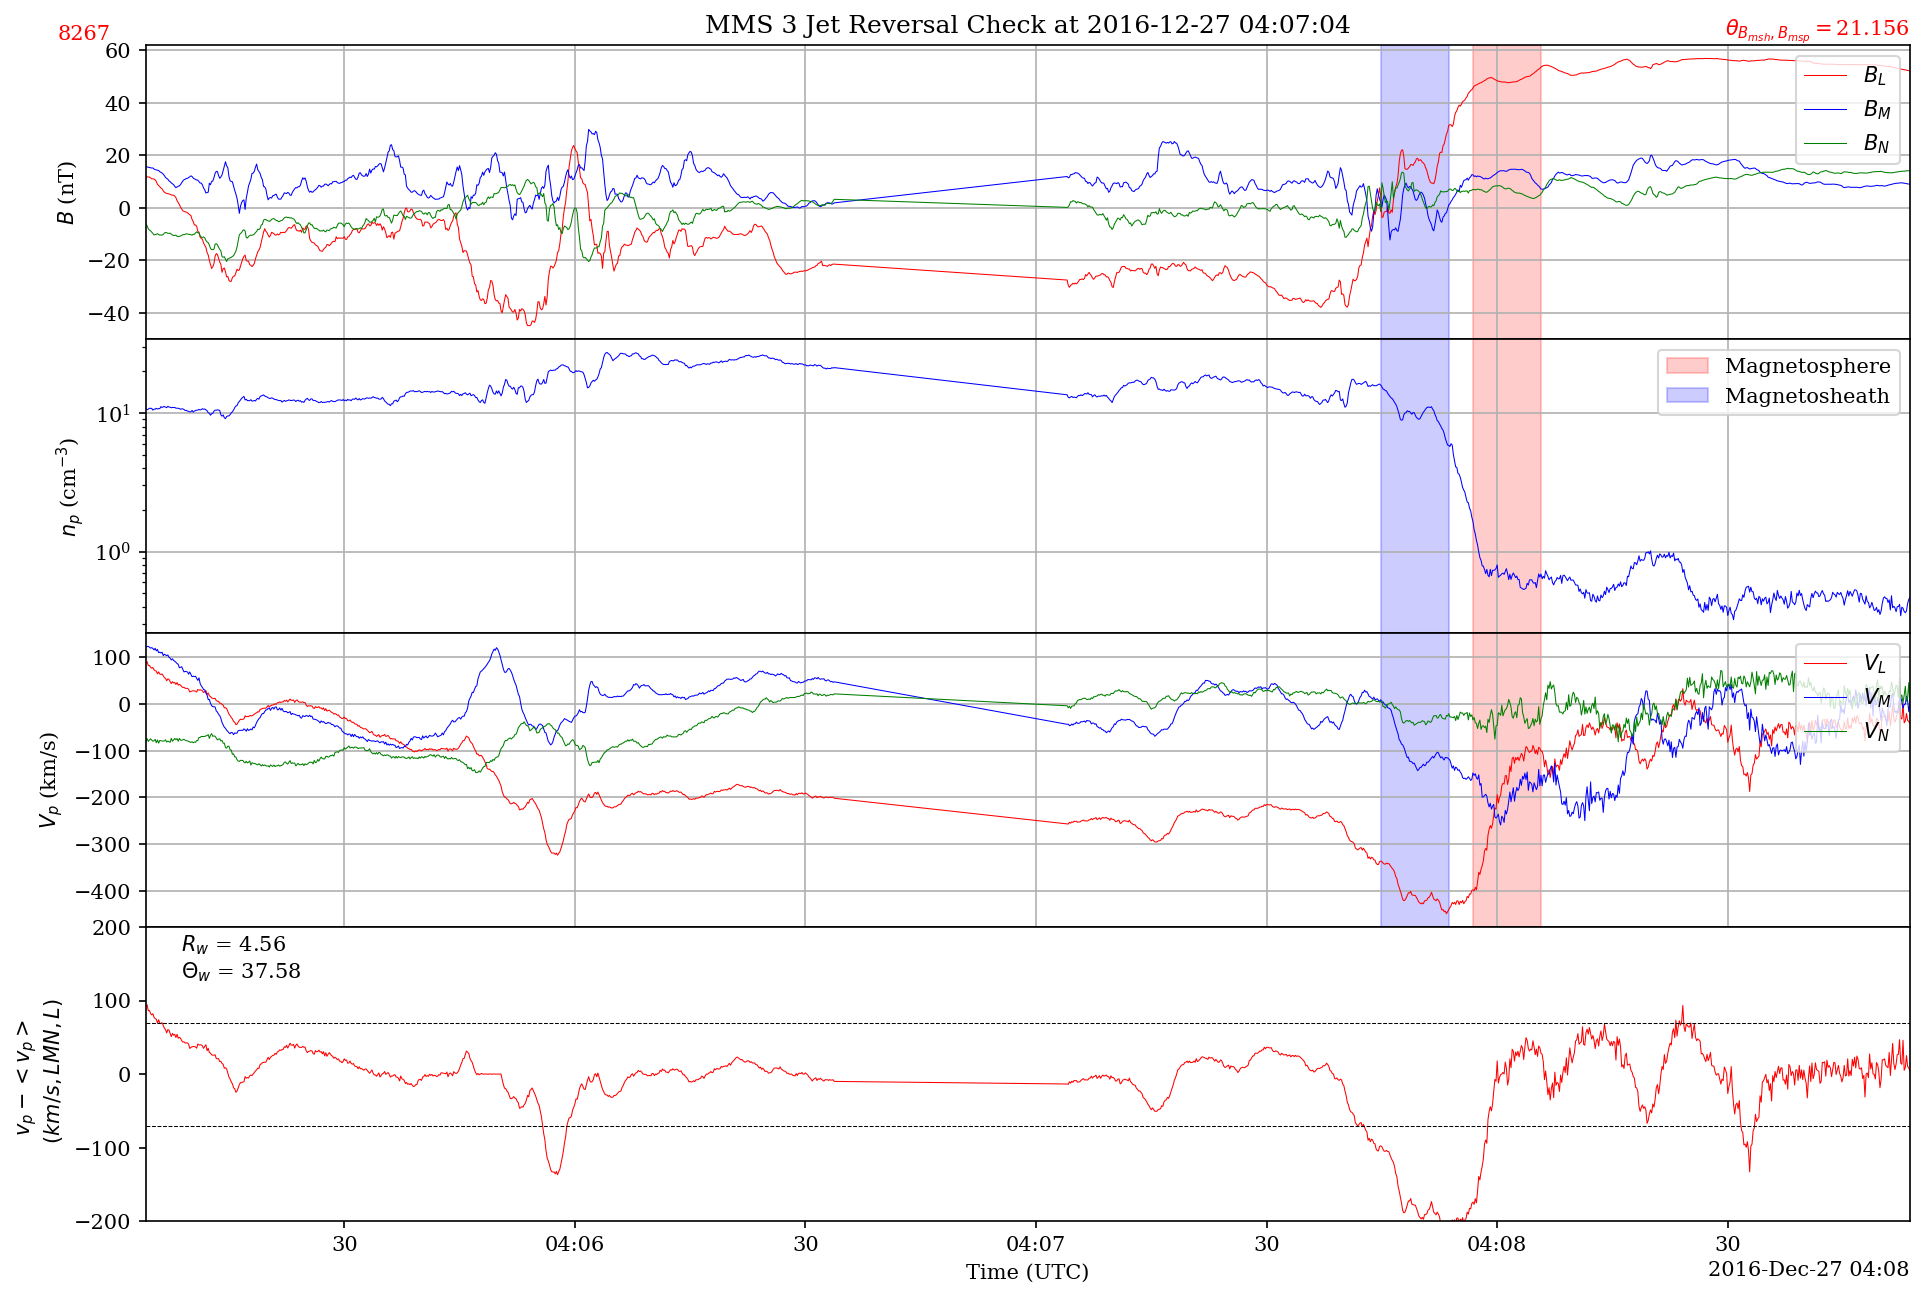 MMS 3 Jet Reversal Check at 2016-12-27 04:07:04
8267
θ_{B_{msh}, B_{msp}} = 21.156
60
40
20
0
−20
−40
B (nT)
B_L
B_M
B_N
10^1
10^0
n_p (cm^{−3})
Magnetosphere
Magnetosheath
100
0
−100
−200
−300
−400
V_p (km/s)
V_L
V_M
V_N
200
100
0
−100
−200
v_p − < v_p >
(km/s, LMN, L)
R_w = 4.56
Θ_w = 37.58
30
04:06
30
04:07
30
04:08
30
Time (UTC)
2016-Dec-27 04:08